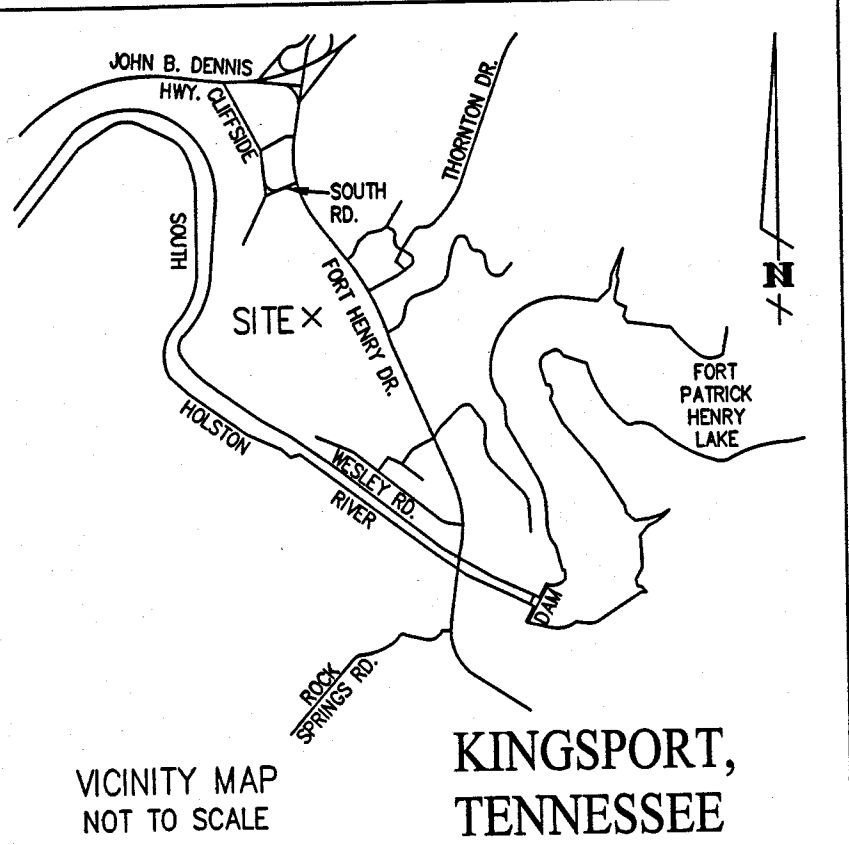 JOHN B. DENNIS
HWY.
CLIFFSIDE
THORNTON DR.
SOUTH
RD.
SOUTH
FORT HENRY DR.
N
SITE X
FORT
PATRICK
HENRY
LAKE
HOLSTON
WESLEY RD.
RIVER
DAM
ROCK
SPRINGS RD.
VICINITY MAP
NOT TO SCALE
KINGSPORT,
TENNESSEE